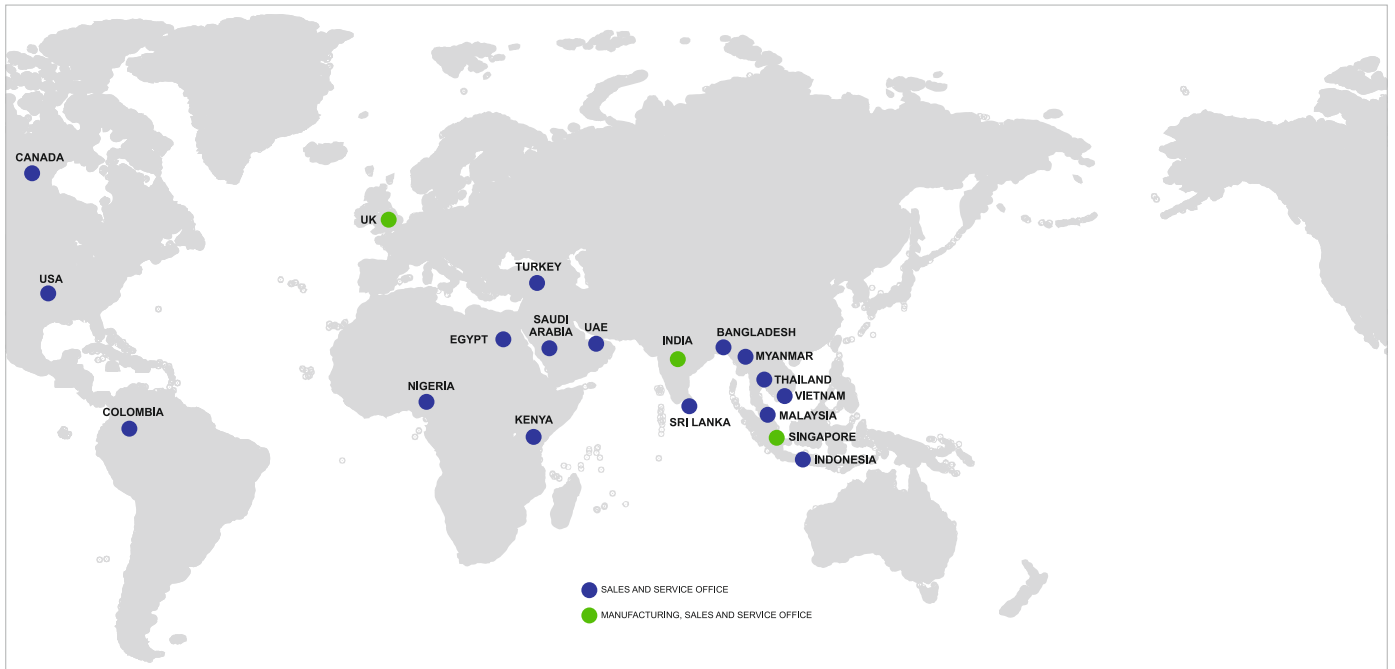 CANADA
UK
USA
TURKEY
SAUDI
ARABIA
UAE
EGYPT
INDIA
BANGLADESH
MYANMAR
THAILAND
NIGERIA
VIETNAM
COLOMBIA
KENYA
SRI LANKA
MALAYSIA
SINGAPORE
INDONESIA
SALES AND SERVICE OFFICE
MANUFACTURING, SALES AND SERVICE OFFICE